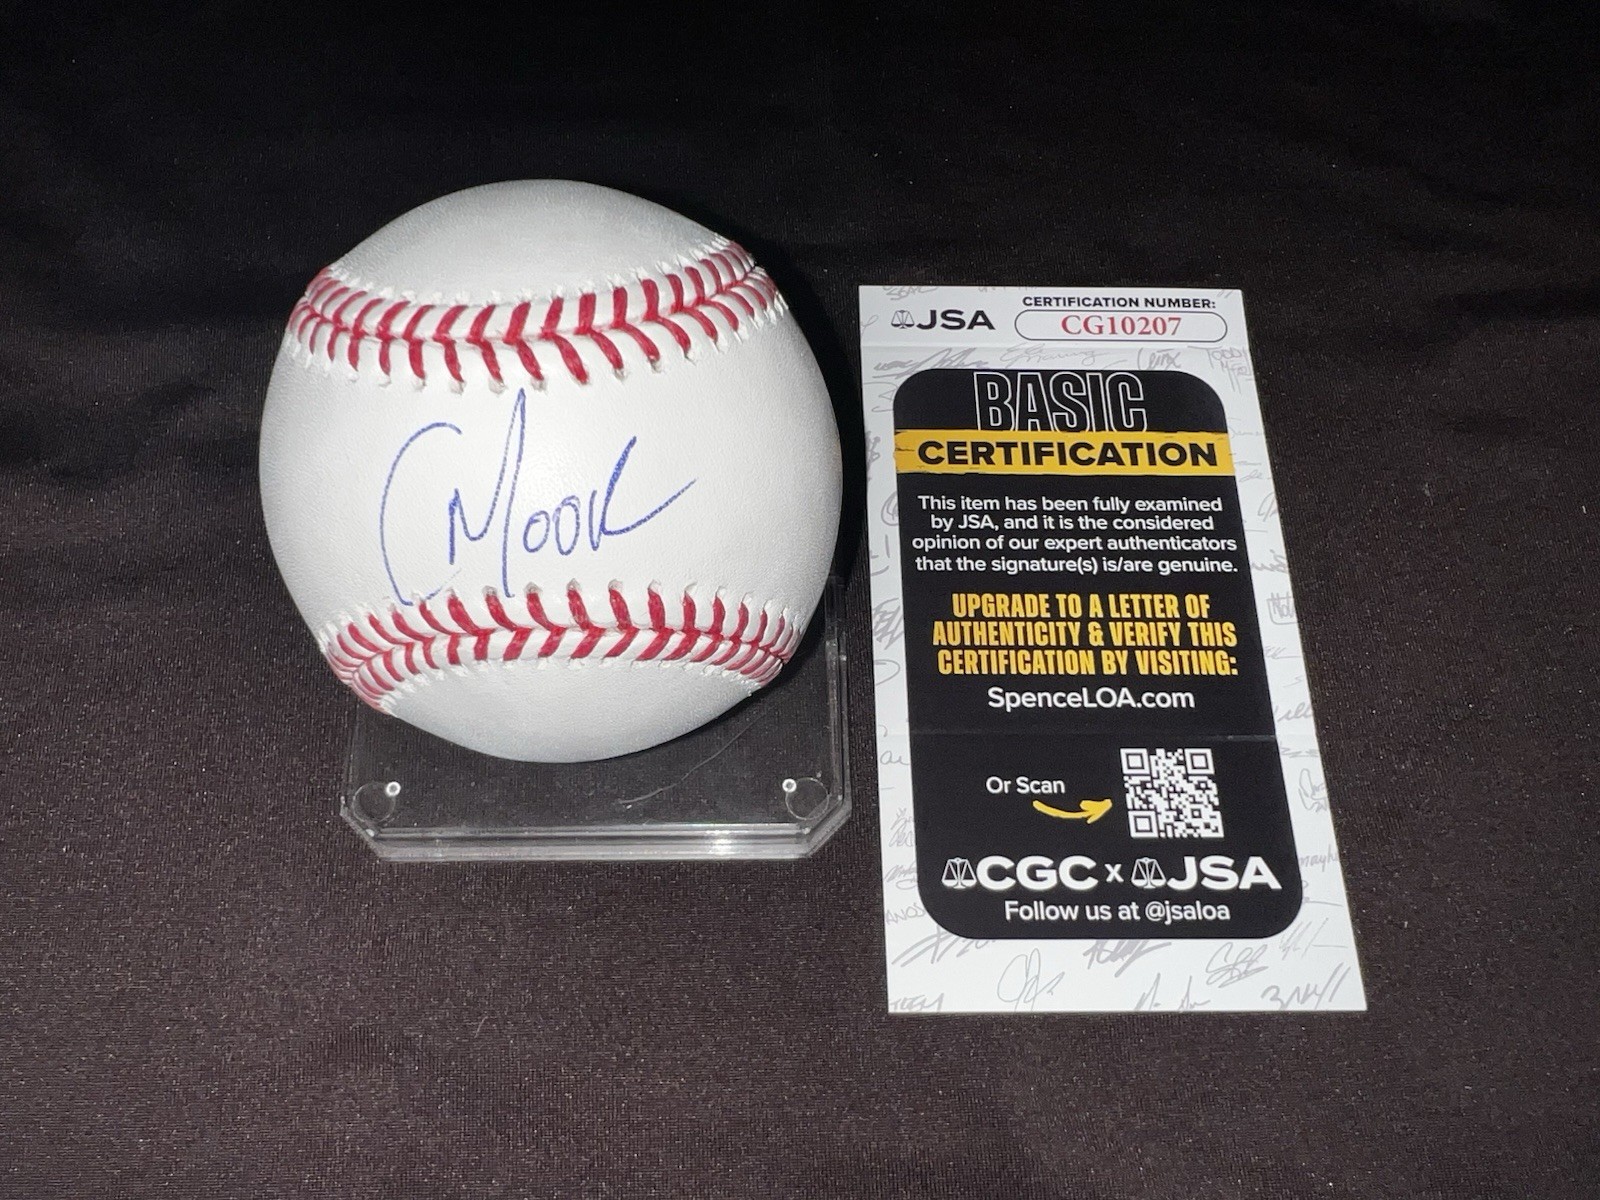 CMook
JSA
CERTIFICATION NUMBER:
CG10207
BASIC
CERTIFICATION
This item has been fully examined
by JSA, and it is the considered
opinion of our expert authenticators
that the signature(s) is/are genuine.
UPGRADE TO A LETTER OF
AUTHENTICITY & VERIFY THIS
CERTIFICATION BY VISITING:
SpenceLOA.com
Or Scan
CGC x JSA
Follow us at @jsaloa